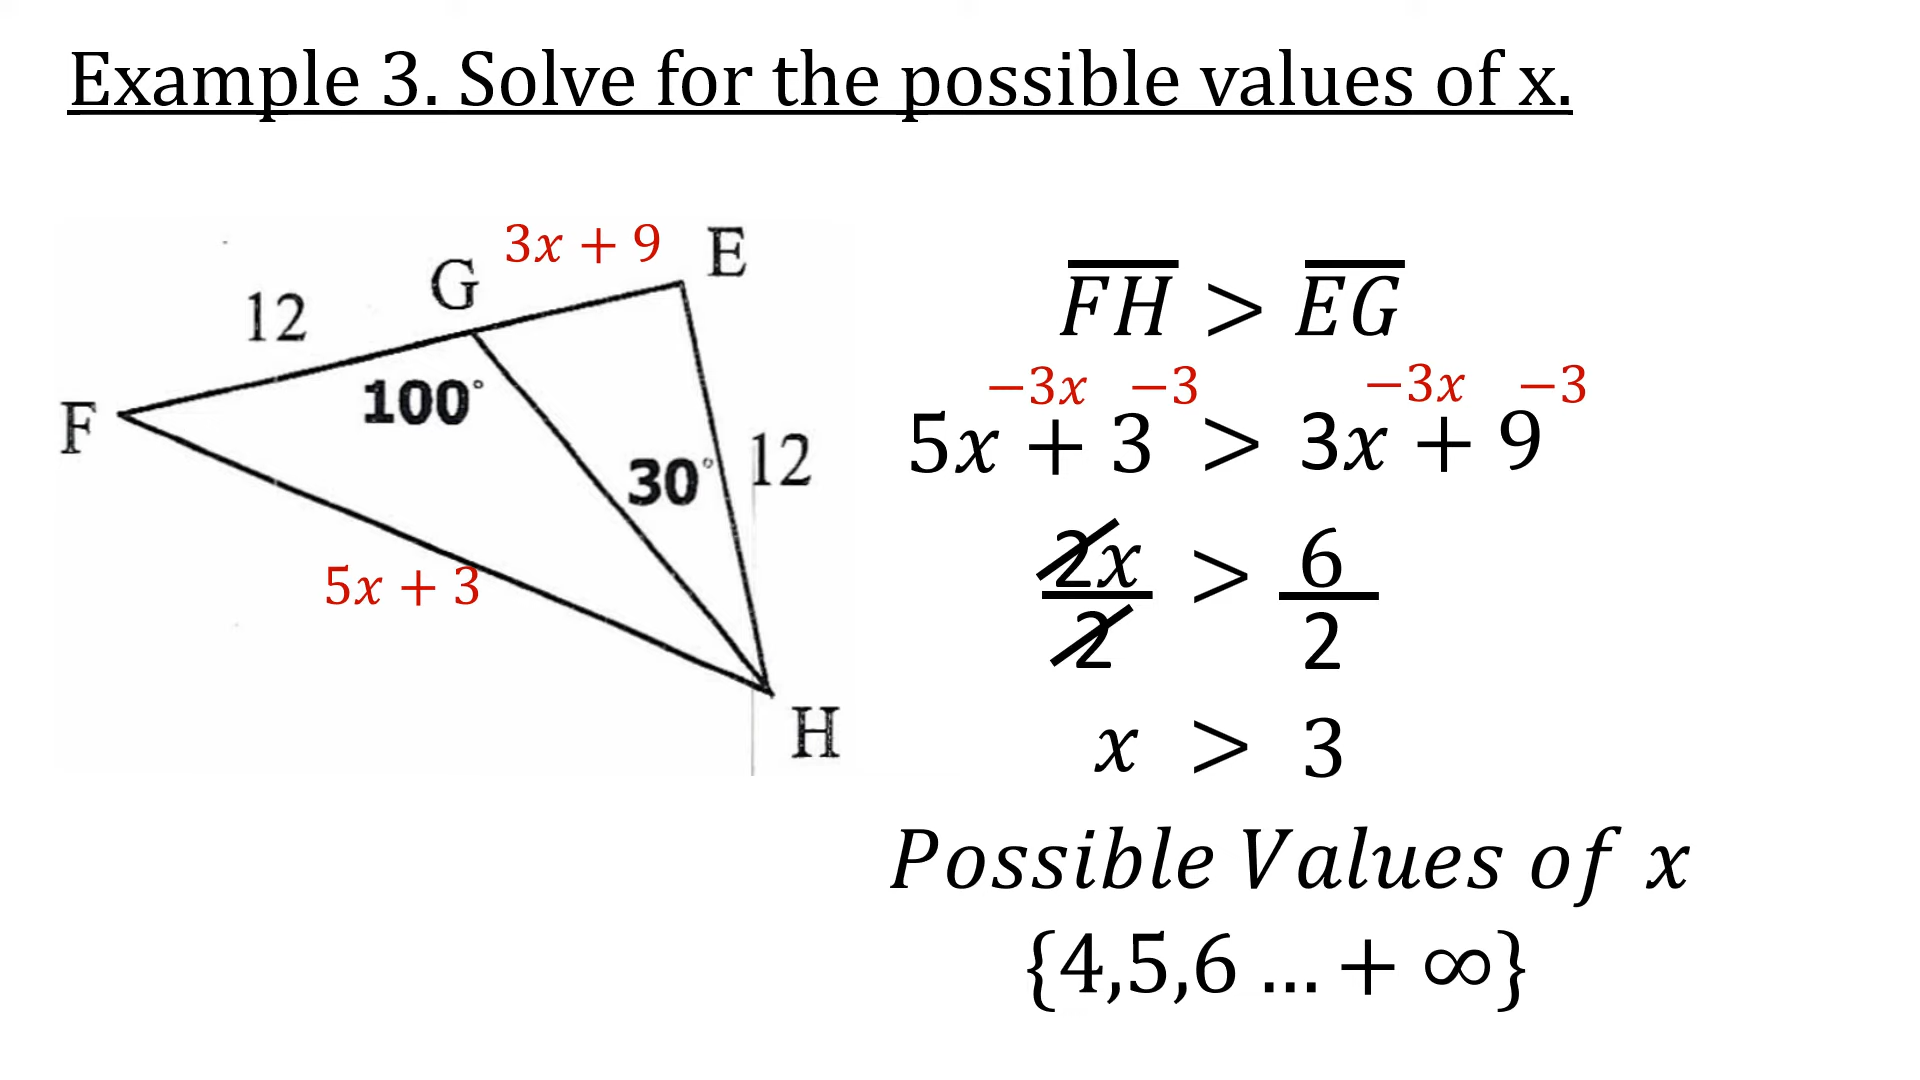 Example 3. Solve for the possible values of x.
3x + 9
E
G
12
F
100°
30°
12
5x + 3
H
FH > EG
−3x −3 −3x −3
5x + 3 > 3x + 9
2x > 6
2 2
x > 3
Possible Values of x
{4,5,6 ... + ∞}